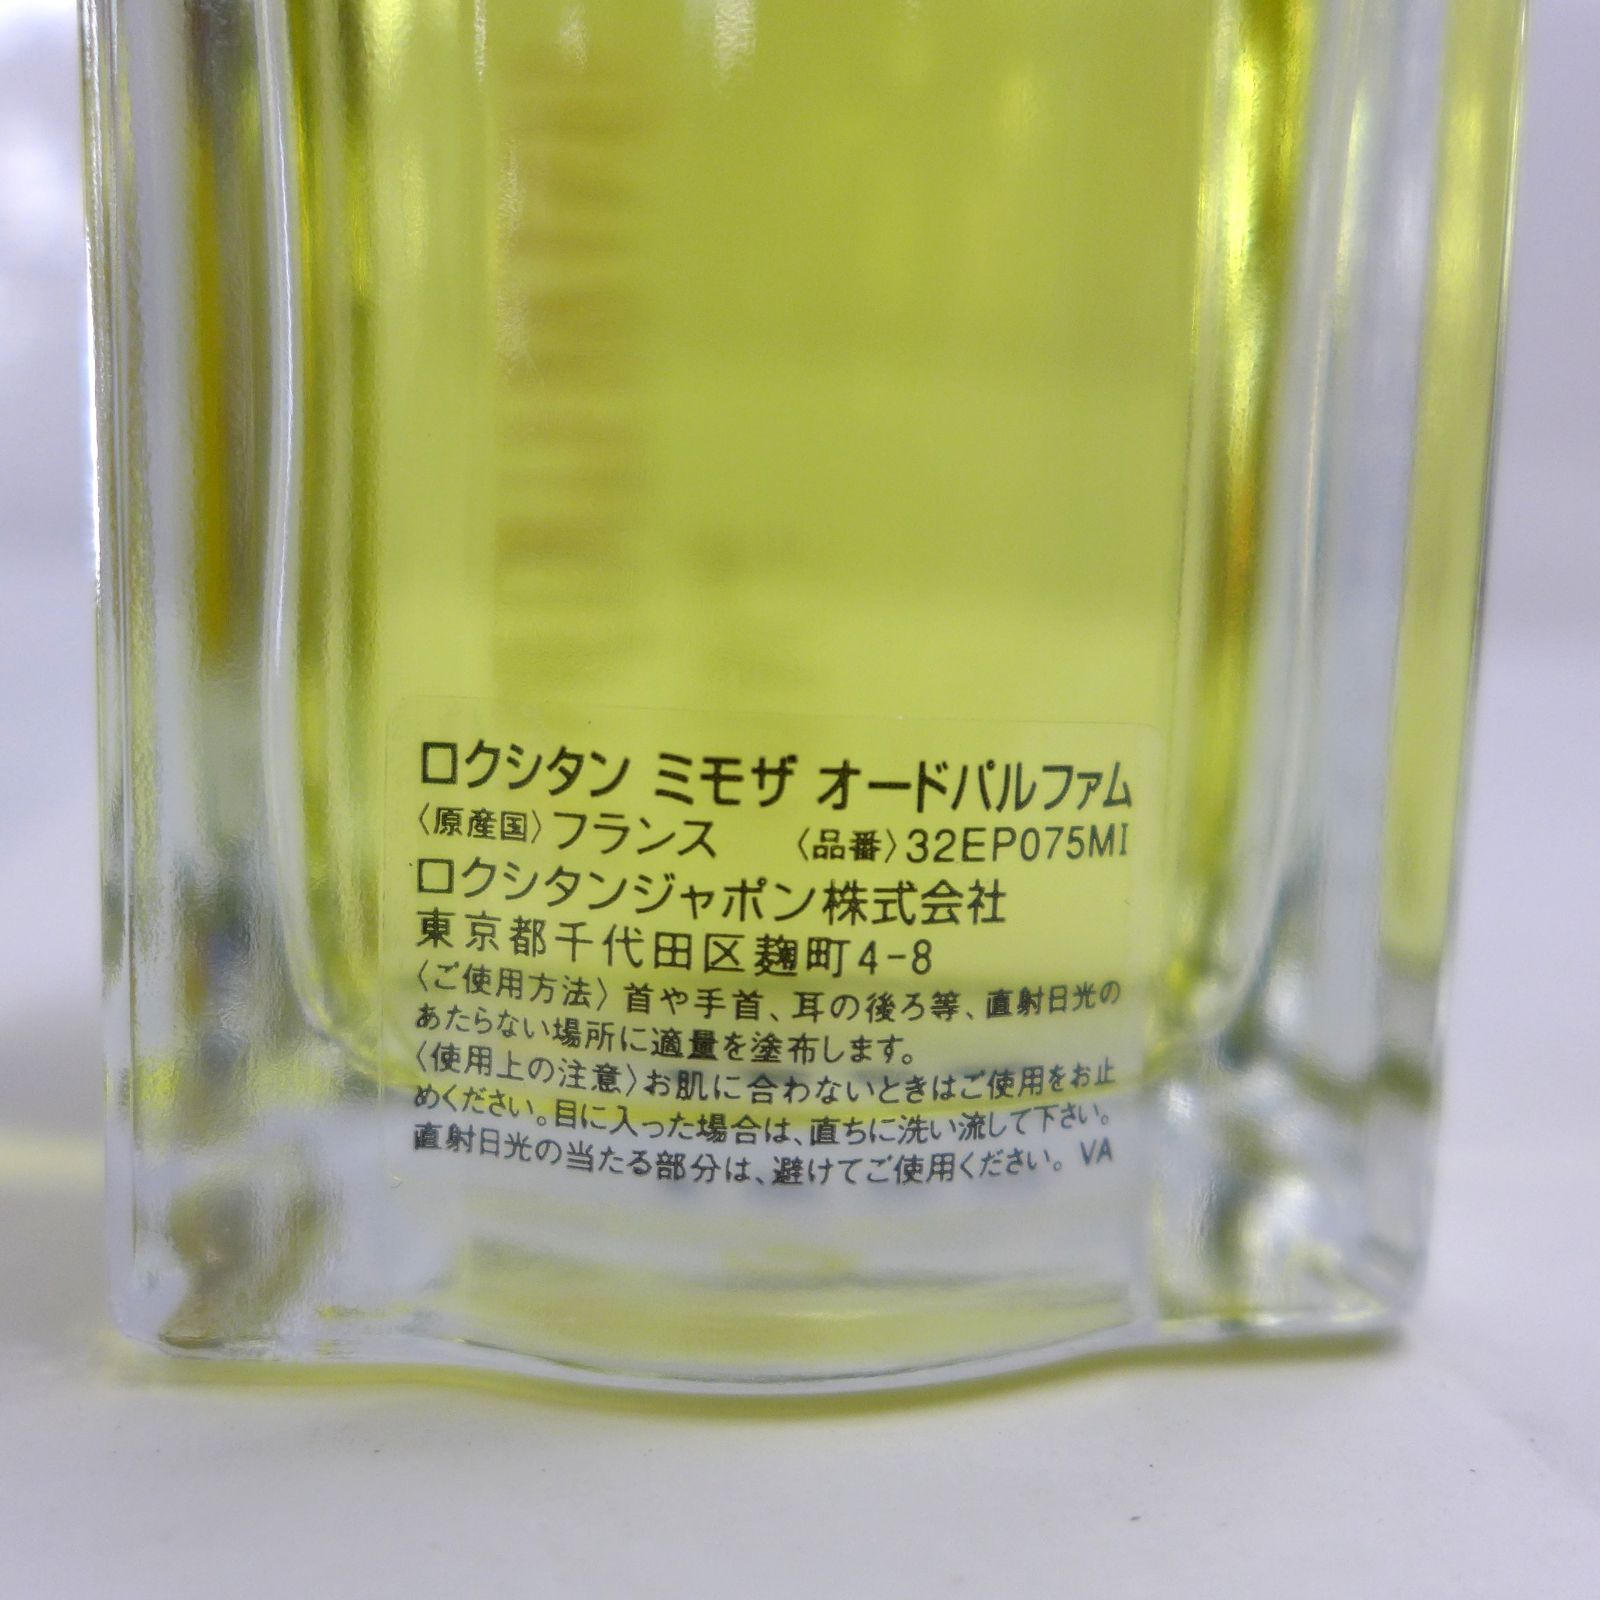 ロクシタン ミモザ オードパルファム
〈原産国〉フランス 〈品番〉32EP075MI
ロクシタンジャポン株式会社
東京都千代田区麹町4-8
〈ご使用方法〉首や手首、耳の後ろ等、直射日光の
あたらない場所に適量を塗布します。
〈使用上の注意〉お肌に合わないときはご使用をお止
めください。目に入った場合は、直ちに洗い流して下さい。
直射日光の当たる部分は、避けてご使用ください。 VA